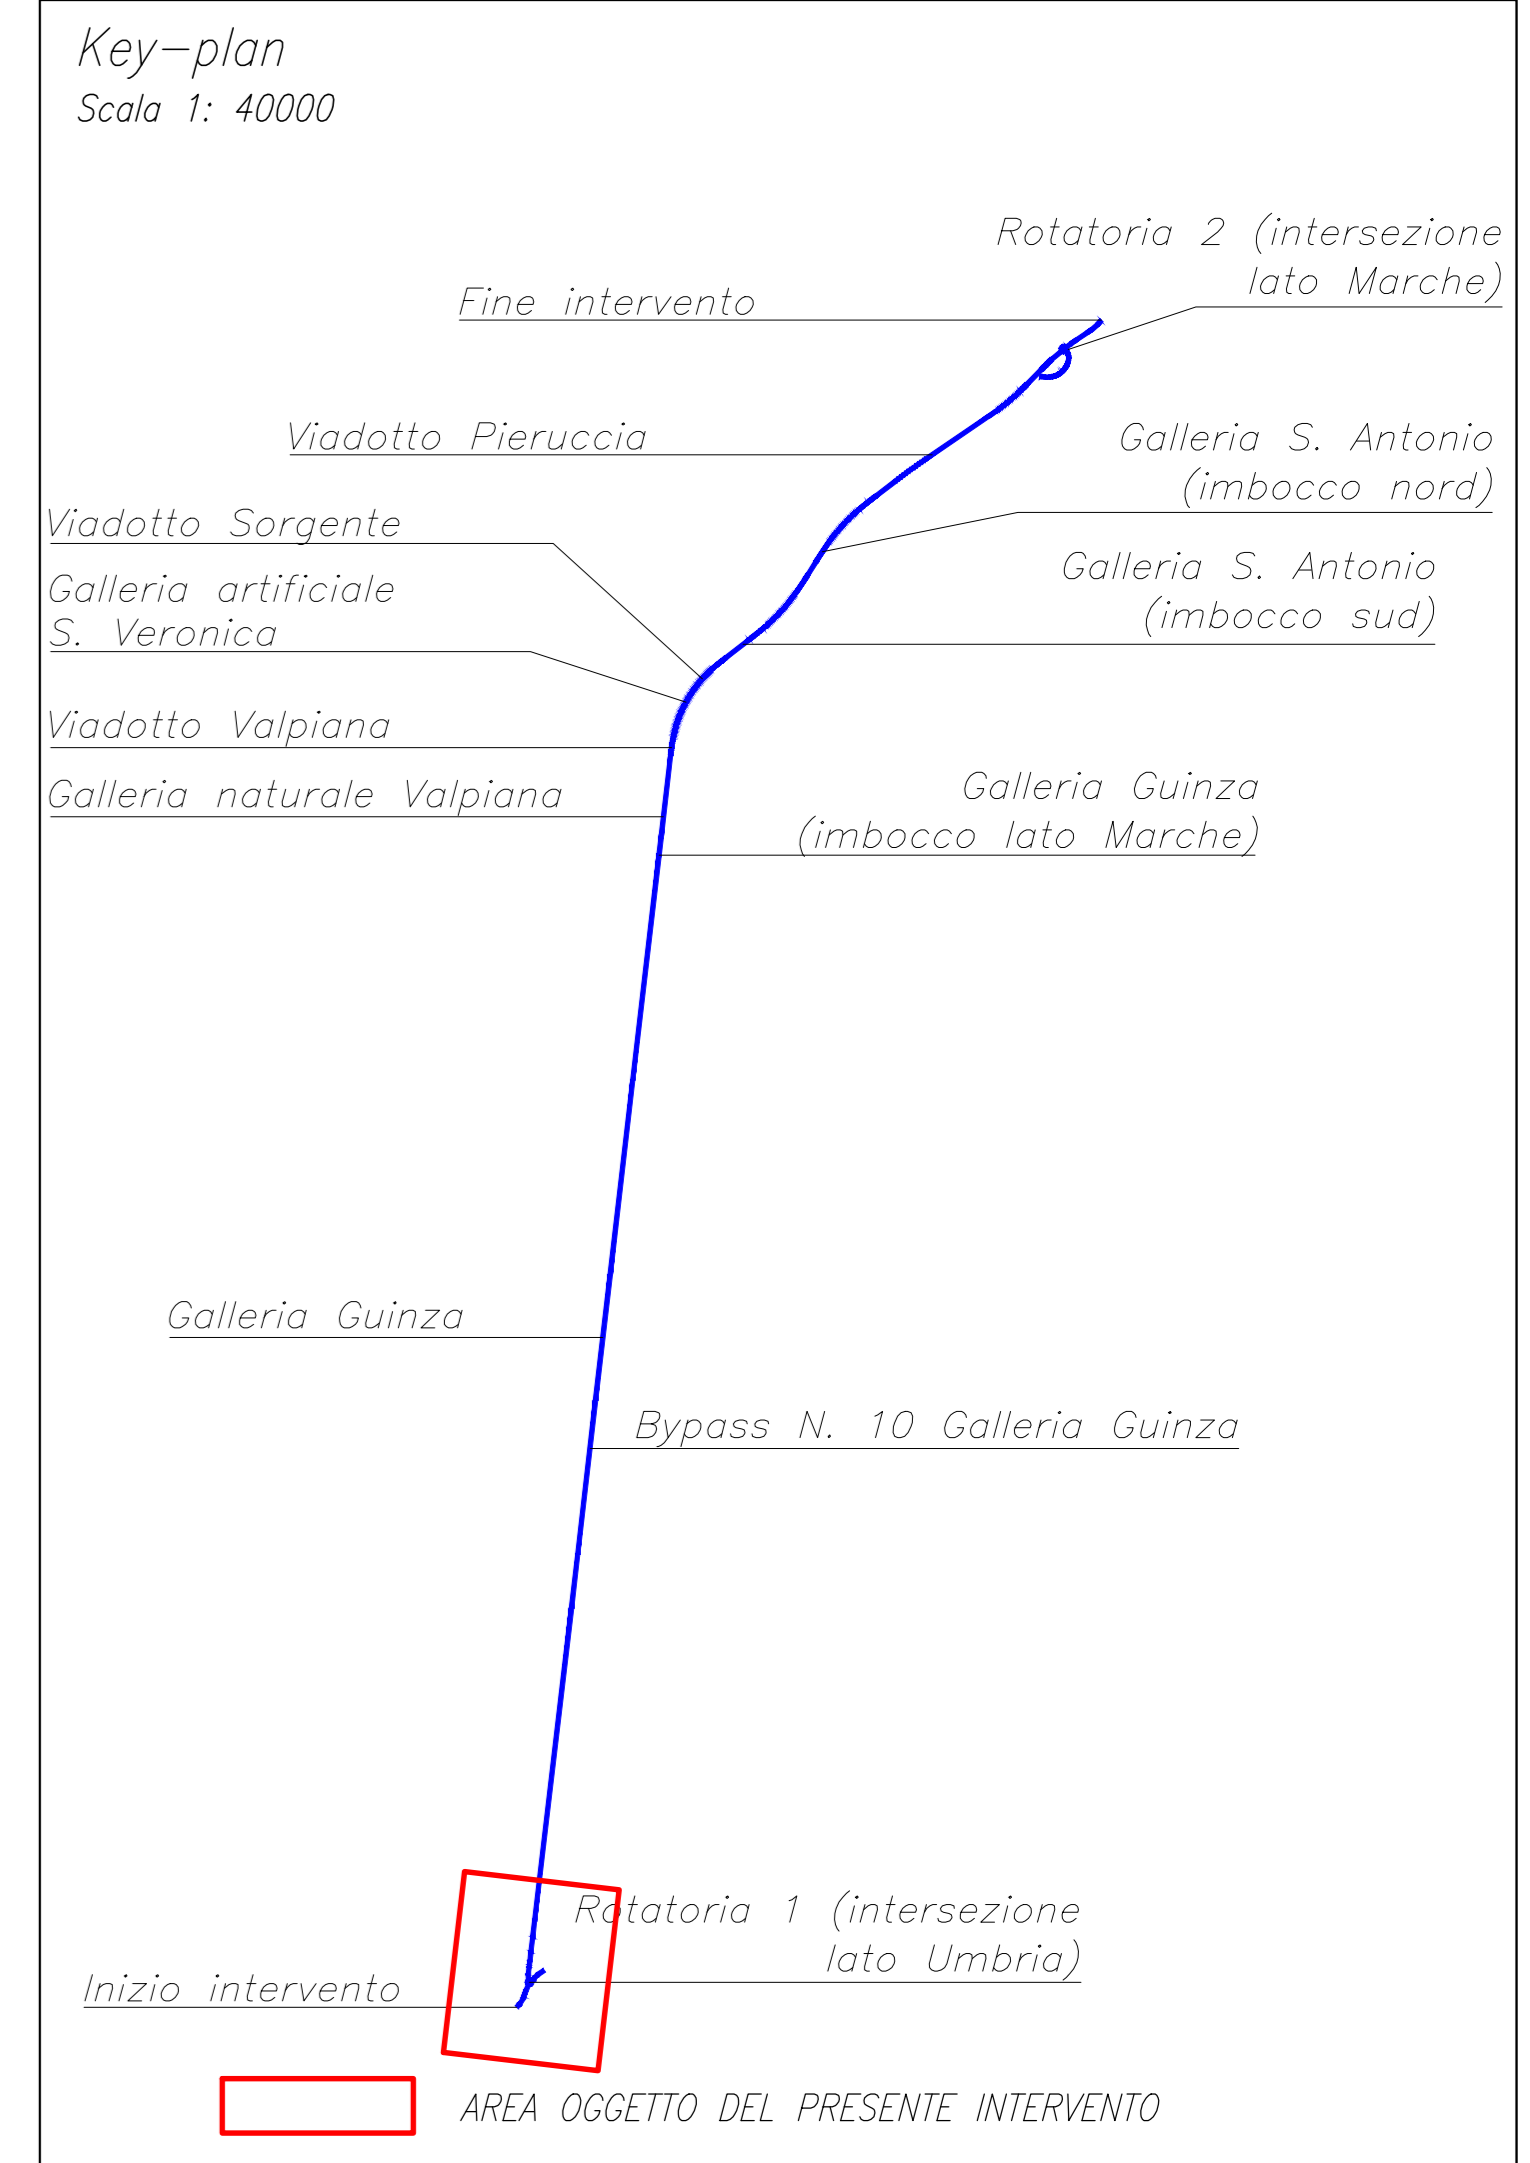 Key-plan
Scala 1: 40000
Rotatoria 2 (intersezione
lato Marche)
Fine intervento
Viadotto Pieruccia
Galleria S. Antonio
(imbocco nord)
Viadotto Sorgente
Galleria S. Antonio
(imbocco sud)
Galleria artificiale
S. Veronica
Viadotto Valpiana
Galleria naturale Valpiana
Galleria Guinza
(imbocco lato Marche)
Galleria Guinza
Bypass N. 10 Galleria Guinza
Rotatoria 1 (intersezione
lato Umbria)
Inizio intervento
AREA OGGETTO DEL PRESENTE INTERVENTO